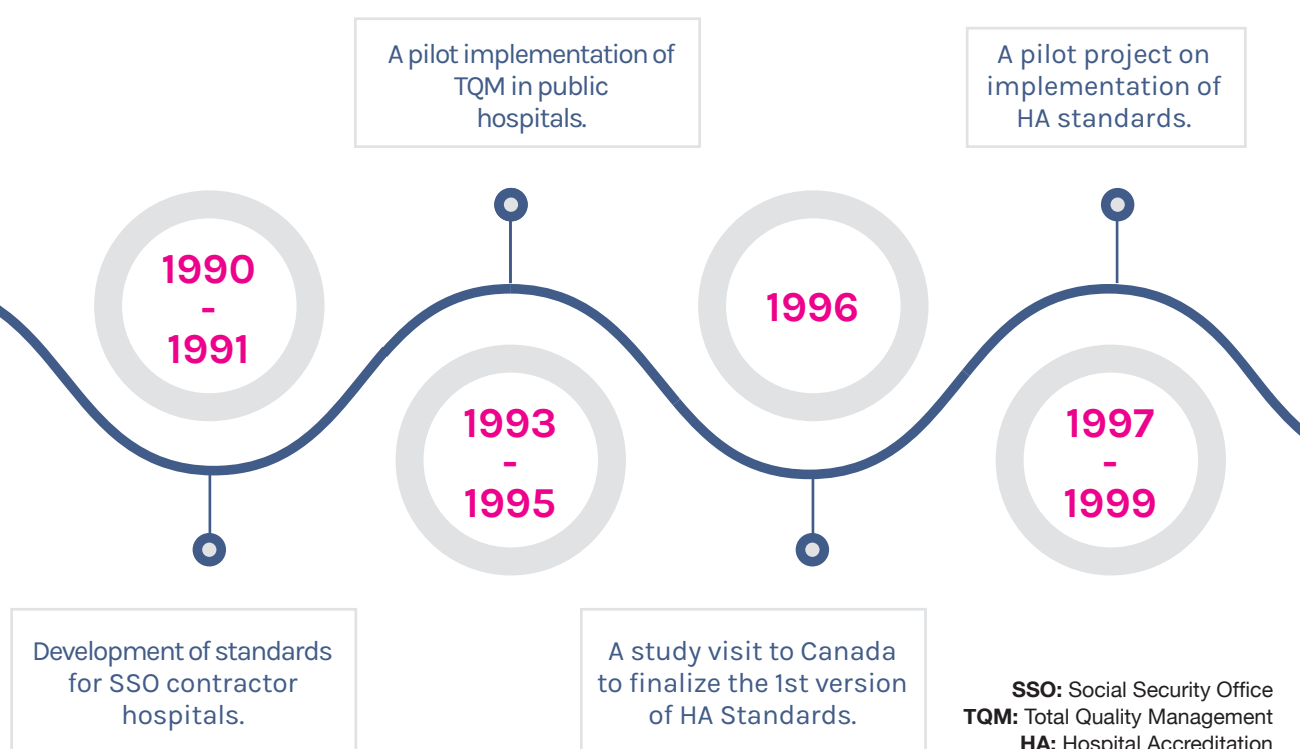 A pilot implementation of
TQM in public
hospitals.
A pilot project on
implementation of
HA standards.
1990
-
1991
1996
1993
-
1995
1997
-
1999
Development of standards
for SSO contractor
hospitals.
A study visit to Canada
to finalize the 1st version
of HA Standards.
SSO: Social Security Office
TQM: Total Quality Management
HA: Hospital Accreditation